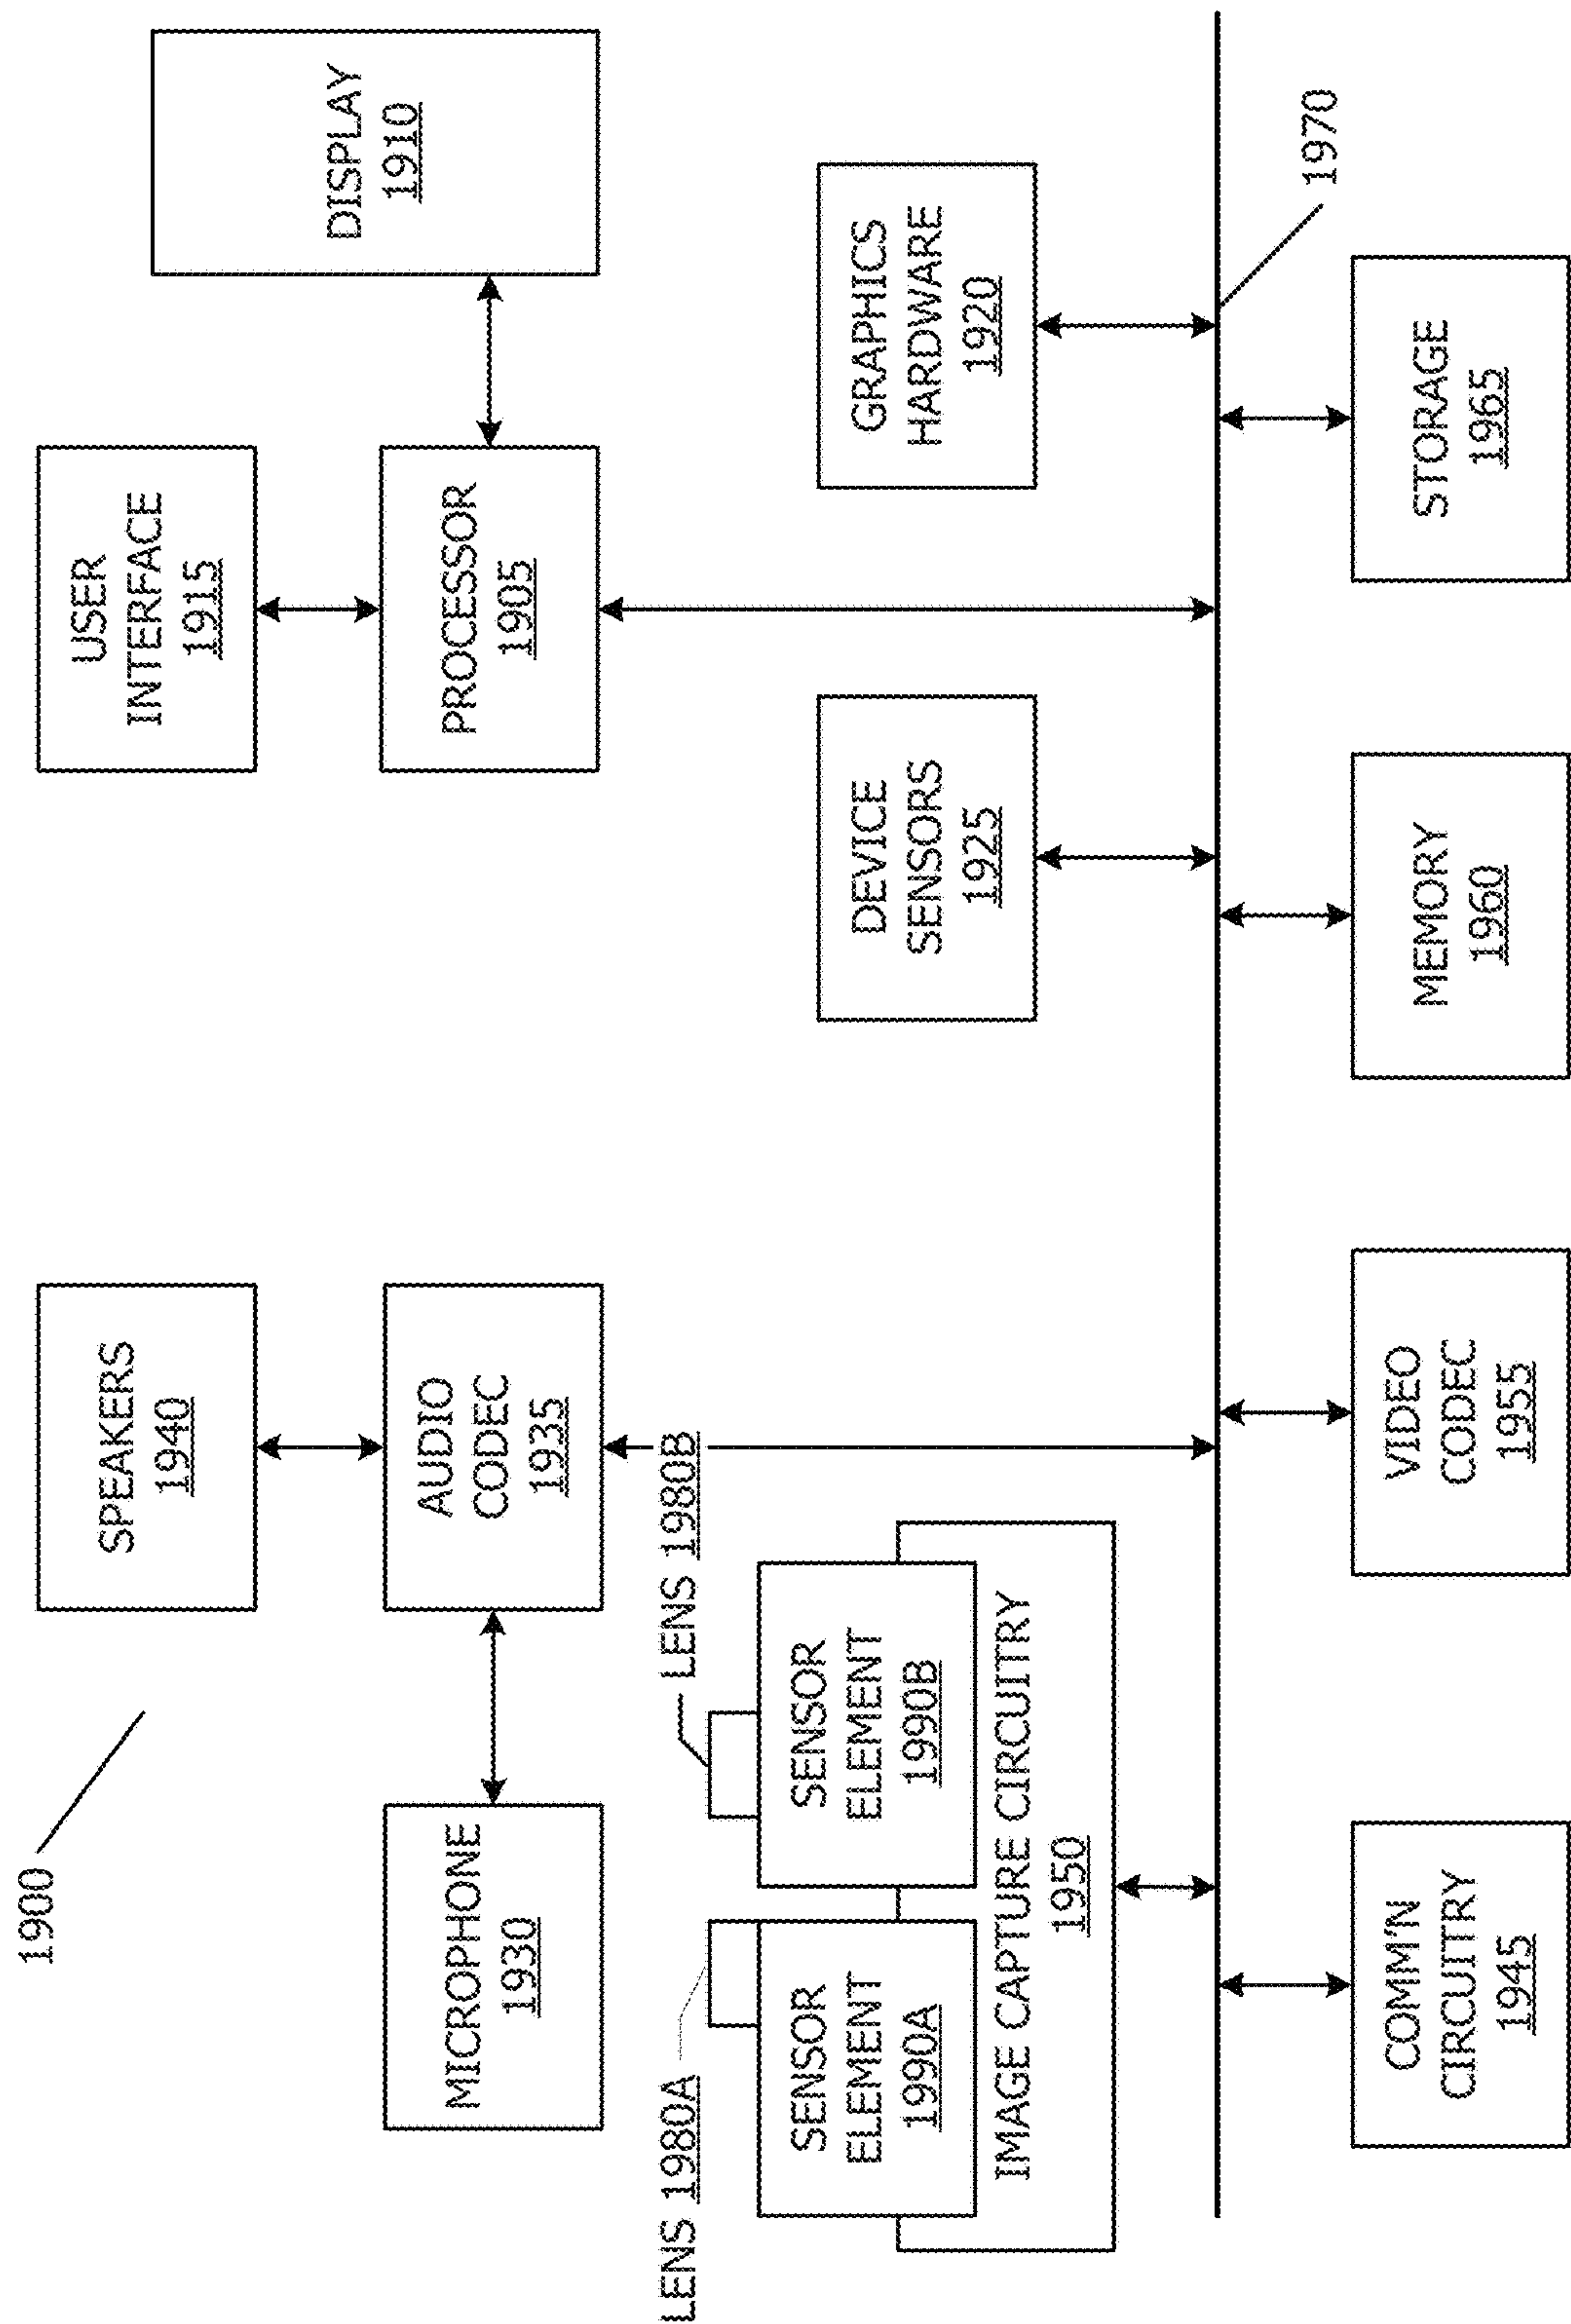 1900
SPEAKERS
1940
USER
INTERFACE
1915
DISPLAY
1910
MICROPHONE
1930
AUDIO
CODEC
1935
PROCESSOR
1905
LENS 1980A
LENS 1980B
SENSOR
ELEMENT
1990A
SENSOR
ELEMENT
1990B
IMAGE CAPTURE CIRCUITRY
1950
DEVICE
SENSORS
1925
GRAPHICS
HARDWARE
1920
1970
COMM'N
CIRCUITRY
1945
VIDEO
CODEC
1955
MEMORY
1960
STORAGE
1965